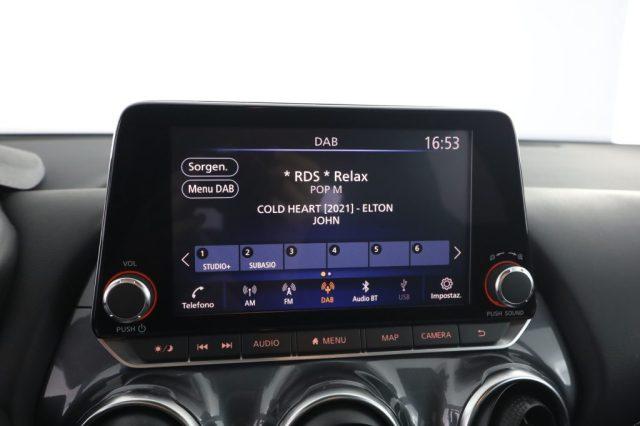 DAB 16:53
Sorgen.
Menu DAB
* RDS * Relax
POP M
COLD HEART [2021] - ELTON
JOHN
1 2 3 4 5 6
STUDIO+ SUBASIO
VOL
PUSH
Telefono AM FM DAB Audio BT USB Impostaz.
PUSH SOUND
AUDIO MENU MAP CAMERA